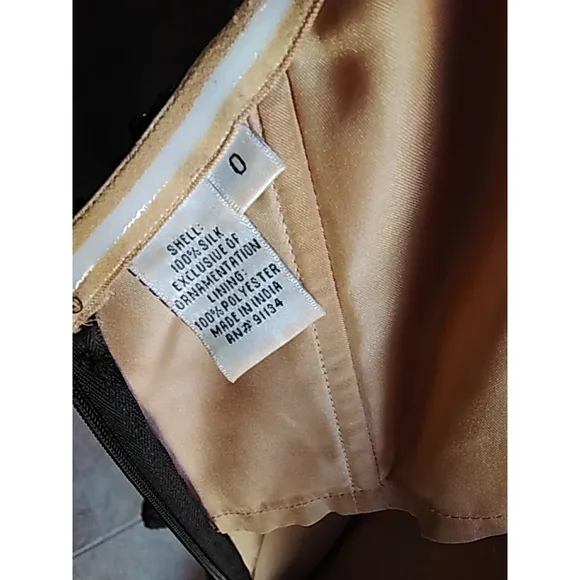 0
SHELL:
100% SILK
EXCLUSIVE OF
ORNAMENTATION
LINING:
100% POLYESTER
MADE IN INDIA
RN# 91134